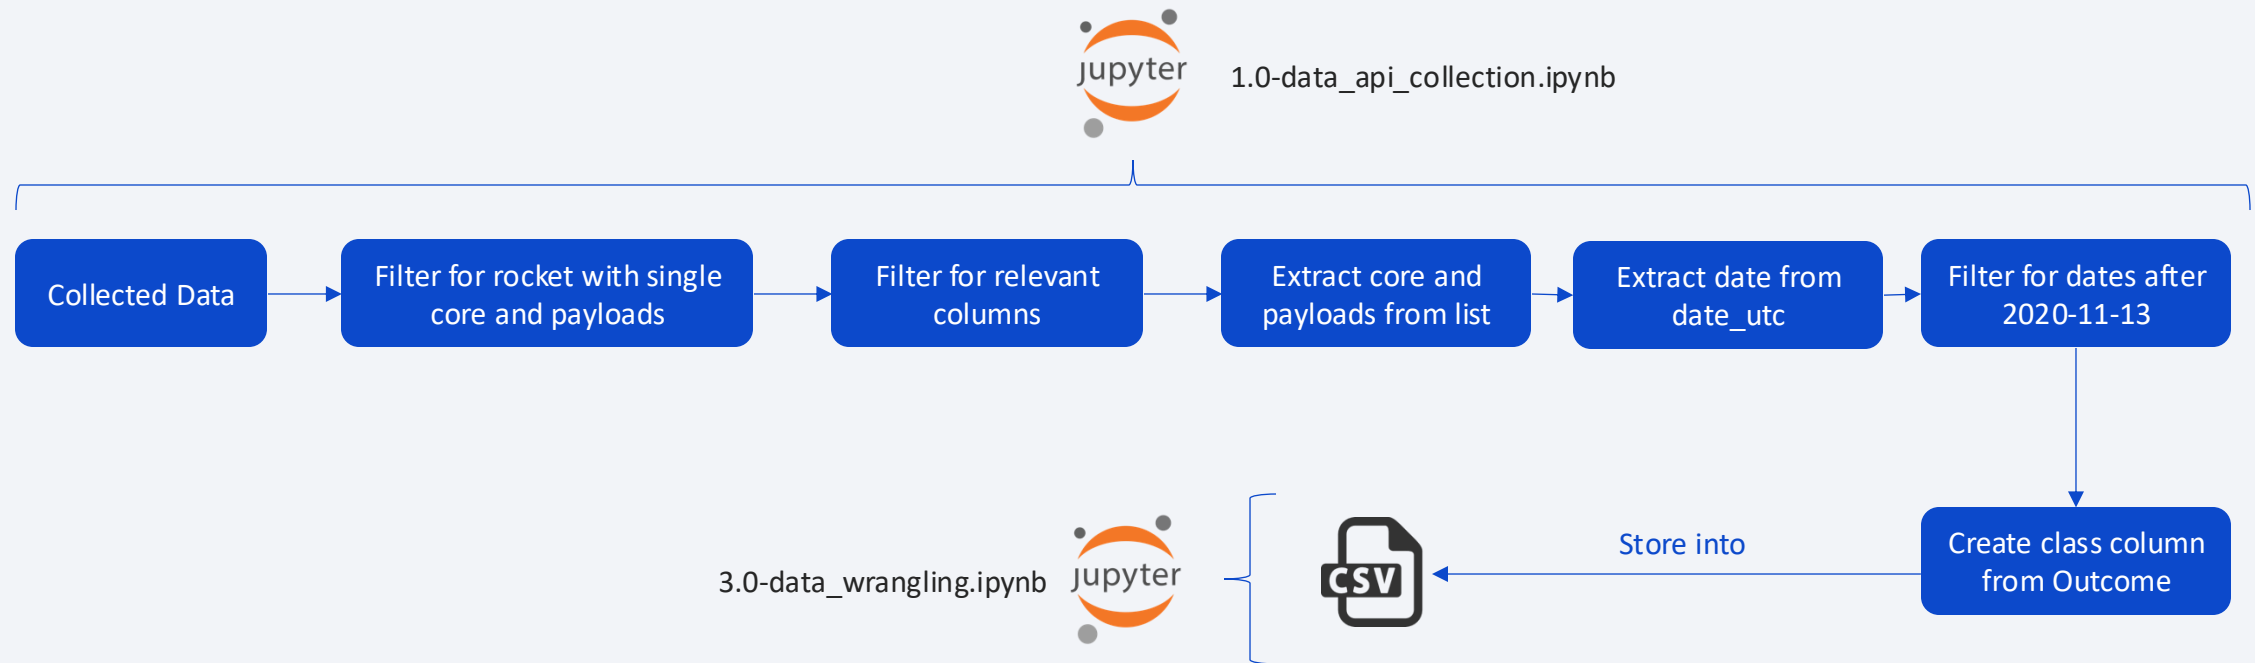 jupyter
1.0-data_api_collection.ipynb
Collected Data
Filter for rocket with single
core and payloads
Filter for relevant
columns
Extract core and
payloads from list
Extract date from
date_utc
Filter for dates after
2020-11-13
Create class column
from Outcome
Store into
CSV
3.0-data_wrangling.ipynb
jupyter